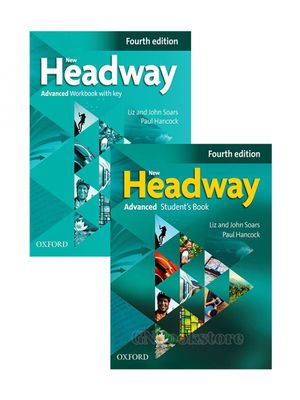 Fourth edition
New
Headway
Advanced Workbook with key
Liz and John Soars
Paul Hancock
OXFORD
Fourth edition
New
Headway
Advanced Student's Book
Liz and John Soars
Paul Hancock
OXFORD